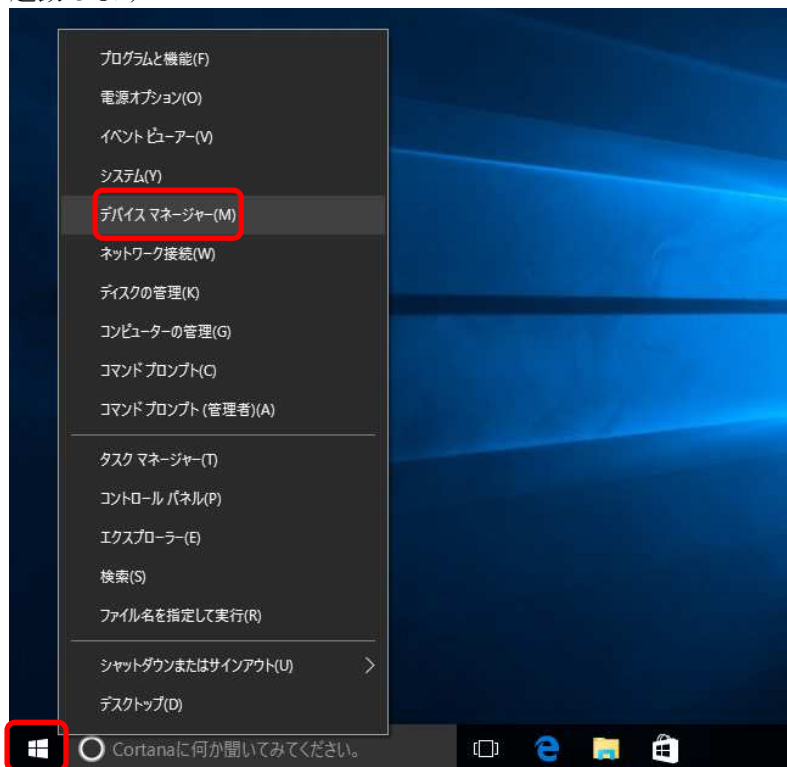 プログラムと機能(F)
電源オプション(O)
イベント ビューアー(V)
システム(Y)
デバイス マネージャー(M)
ネットワーク接続(W)
ディスクの管理(K)
コンピューターの管理(G)
コマンド プロンプト(C)
コマンド プロンプト (管理者)(A)
タスク マネージャー(T)
コントロール パネル(P)
エクスプローラー(E)
検索(S)
ファイル名を指定して実行(R)
シャットダウンまたはサインアウト(U)
デスクトップ(D)
Cortanaに何か聞いてみてください。